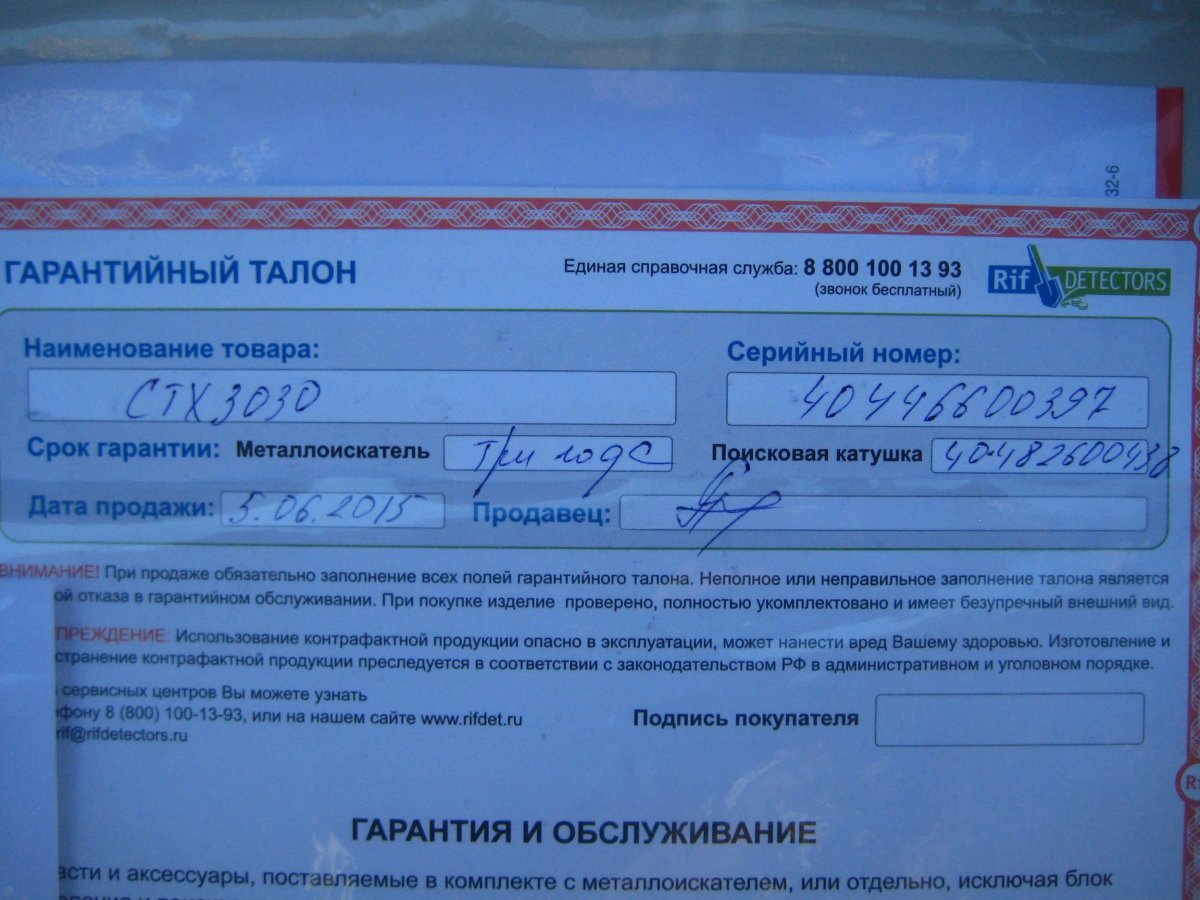 32-6
ГАРАНТИЙНЫЙ ТАЛОН
Единая справочная служба: 8 800 100 13 93
(звонок бесплатный)
Rif DETECTORS
Наименование товара:
Серийный номер:
CTX3030
40446600397
Срок гарантии: Металлоискатель три года Поисковая катушка 40482600438
Дата продажи: 5.06.2015 Продавец:
ВНИМАНИЕ! При продаже обязательно заполнение всех полей гарантийного талона. Неполное или неправильное заполнение талона является
ой отказа в гарантийном обслуживании. При покупке изделие проверено, полностью укомплектовано и имеет безупречный внешний вид.
ПРЕЖДЕНИЕ: Использование контрафактной продукции опасно в эксплуатации, может нанести вред Вашему здоровью. Изготовление и
странение контрафактной продукции преследуется в соответствии с законодательством РФ в административном и уголовном порядке.
сервисных центров Вы можете узнать
ефону 8 (800) 100-13-93, или на нашем сайте www.rifdet.ru
rif@rifdetectors.ru
Подпись покупателя
ГАРАНТИЯ И ОБСЛУЖИВАНИЕ
асти и аксессуары, поставляемые в комплекте с металлоискателем, или отдельно, исключая блок